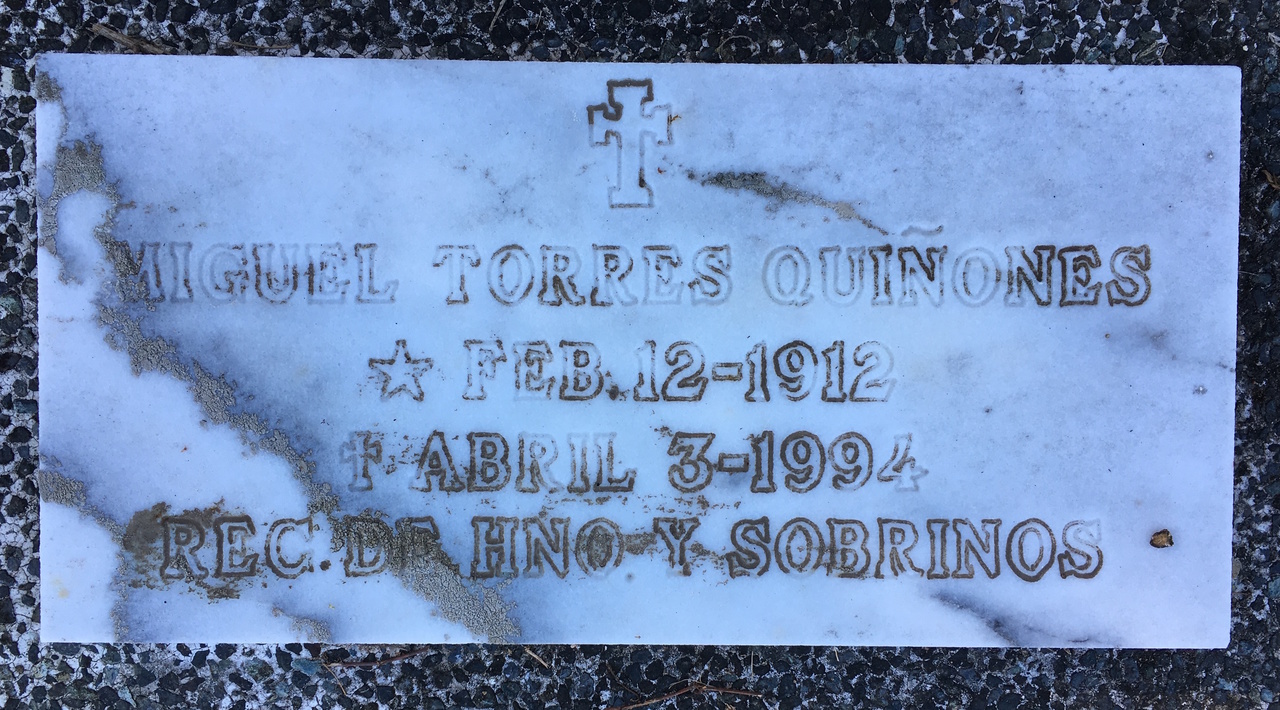 MIGUEL TORRES QUIÑONES
☆ FEB. 12-1912
✝ ABRIL 3-1994
REC. DE HNO. Y SOBRINOS